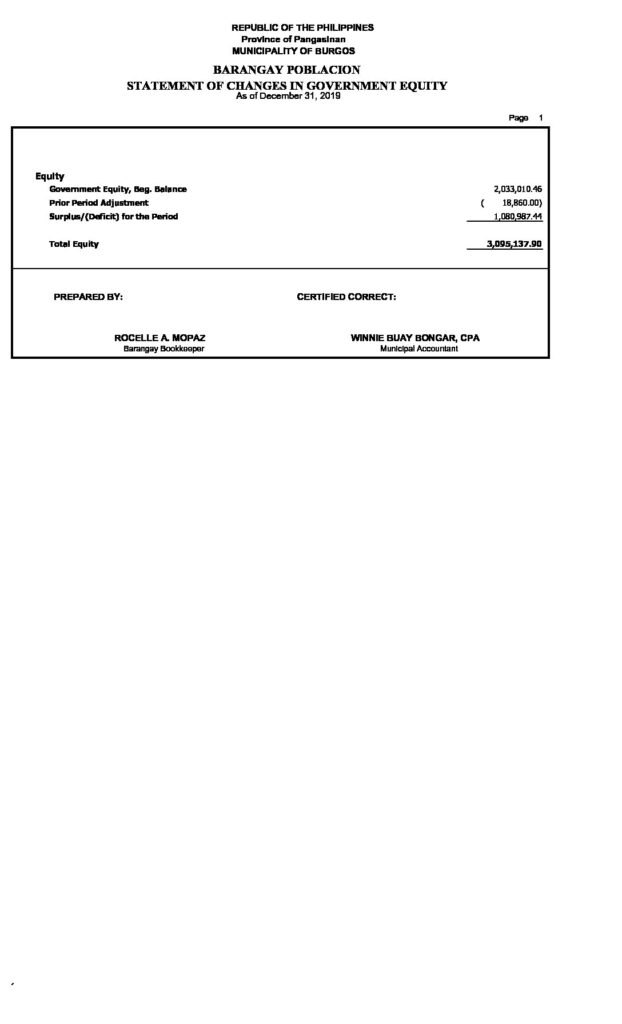 REPUBLIC OF THE PHILIPPINES
Province of Pangasinan
MUNICIPALITY OF BURGOS
BARANGAY POBLACION
STATEMENT OF CHANGES IN GOVERNMENT EQUITY
As of December 31, 2019
Page 1
Equity
Government Equity, Beg. Balance 2,033,010.46
Prior Period Adjustment ( 18,860.00)
Surplus/(Deficit) for the Period 1,080,987.44
Total Equity 3,095,137.90
PREPARED BY: CERTIFIED CORRECT:
ROCELLE A. MOPAZ WINNIE BUAY BONGAR, CPA
Barangay Bookkeeper Municipal Accountant